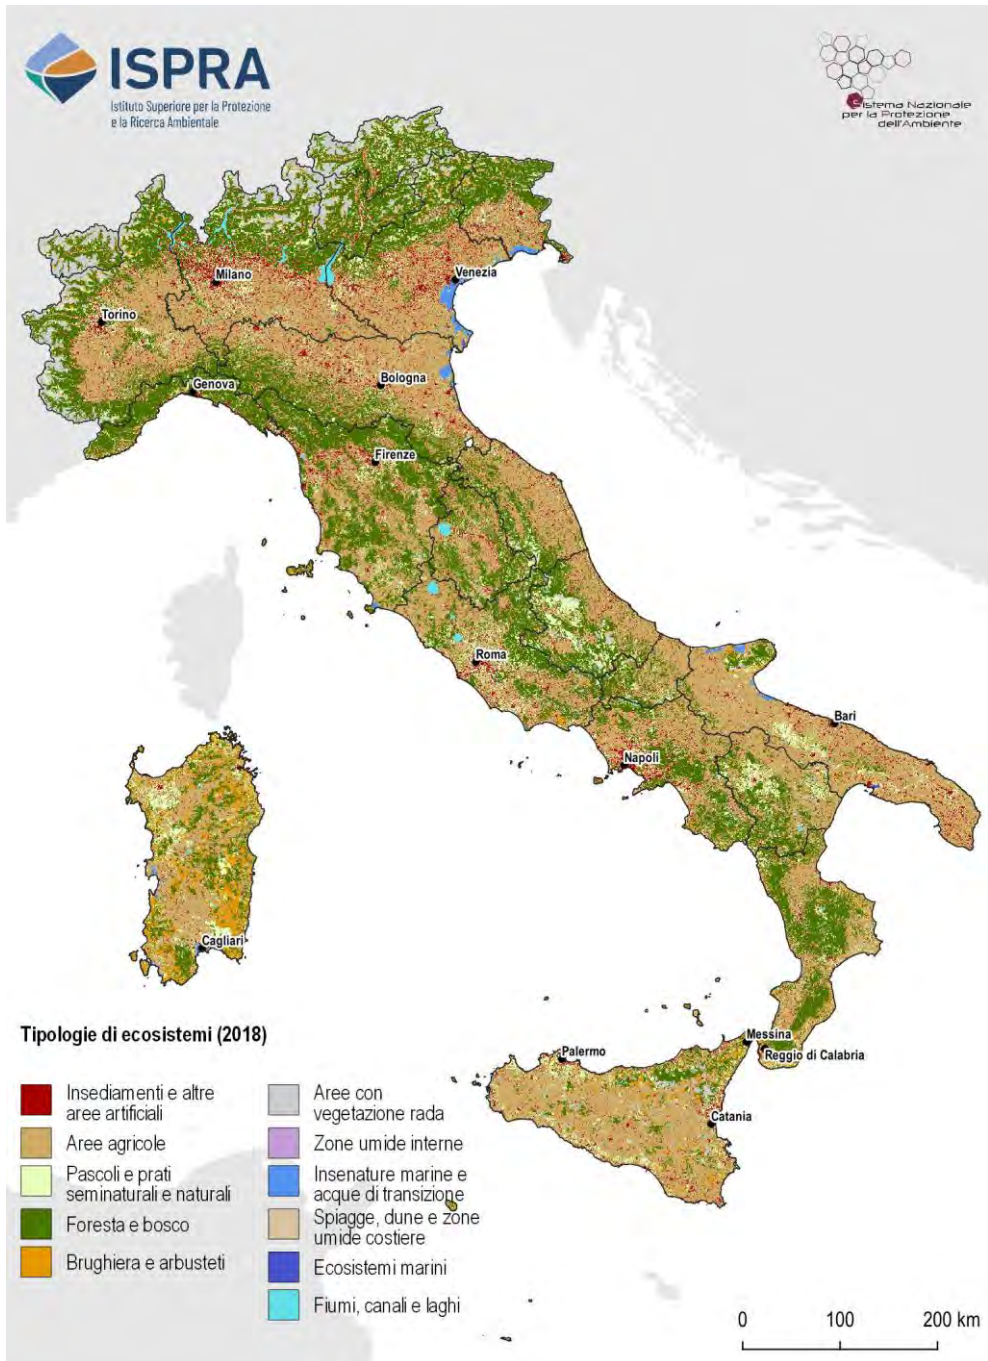 ISPRA
Istituto Superiore per la Protezione
e la Ricerca Ambientale
Sistema Nazionale
per la Protezione
dell'Ambiente
Milano
Venezia
Torino
Genova
Bologna
Firenze
Roma
Bari
Napoli
Cagliari
Messina
Palermo
Reggio di Calabria
Catania
Tipologie di ecosistemi (2018)
Insediamenti e altre
aree artificiali
Aree agricole
Pascoli e prati
seminaturali e naturali
Foresta e bosco
Brughiera e arbusteti
Aree con
vegetazione rada
Zone umide interne
Insenature marine e
acque di transizione
Spiagge, dune e zone
umide costiere
Ecosistemi marini
Fiumi, canali e laghi
0 100 200 km